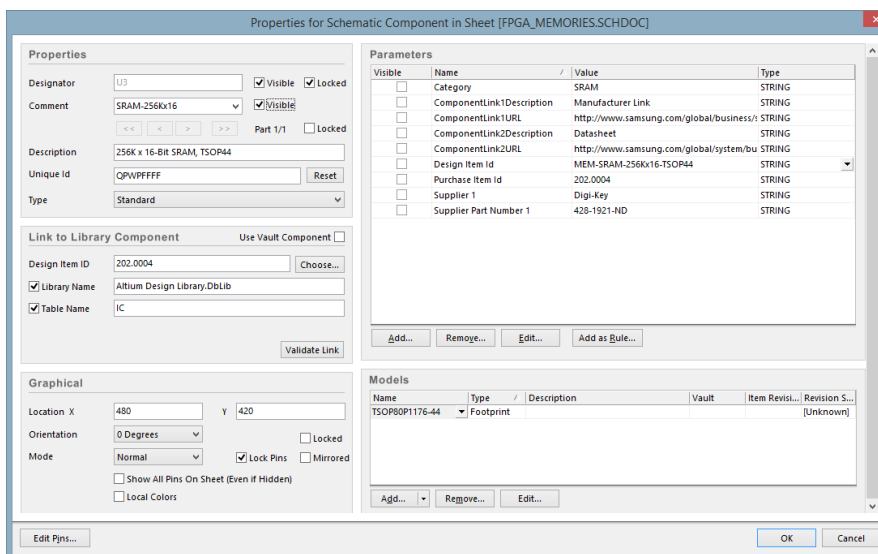 Properties for Schematic Component in Sheet [FPGA_MEMORIES.SCHDOC]
x
Properties
Designator U3 Visible Locked
Comment SRAM-256Kx16 Visible
<< < > >> Part 1/1 Locked
Description 256K x 16-Bit SRAM, TSOP44
Unique Id QPWPFFFF Reset
Type Standard
Link to Library Component Use Vault Component
Design Item ID 202.0004 Choose...
Library Name Altium Design Library.DbLib
Table Name IC
Validate Link
Graphical
Location X 480 Y 420
Orientation 0 Degrees Locked
Mode Normal Lock Pins Mirrored
Show All Pins On Sheet (Even if Hidden)
Local Colors
Parameters
Visible Name / Value Type
Category SRAM STRING
ComponentLink1Description Manufacturer Link STRING
ComponentLink1URL http://www.samsung.com/global/business/s STRING
ComponentLink2Description Datasheet STRING
ComponentLink2URL http://www.samsung.com/global/system/bu STRING
Design Item Id MEM-SRAM-256Kx16-TSOP44 STRING
Purchase Item Id 202.0004 STRING
Supplier 1 Digi-Key STRING
Supplier Part Number 1 428-1921-ND STRING
Add... Remove... Edit... Add as Rule...
Models
Name Type / Description Vault Item Revisi... Revision S...
TSOP80P1176-44 Footprint [Unknown]
Add... Remove... Edit...
Edit Pins... OK Cancel